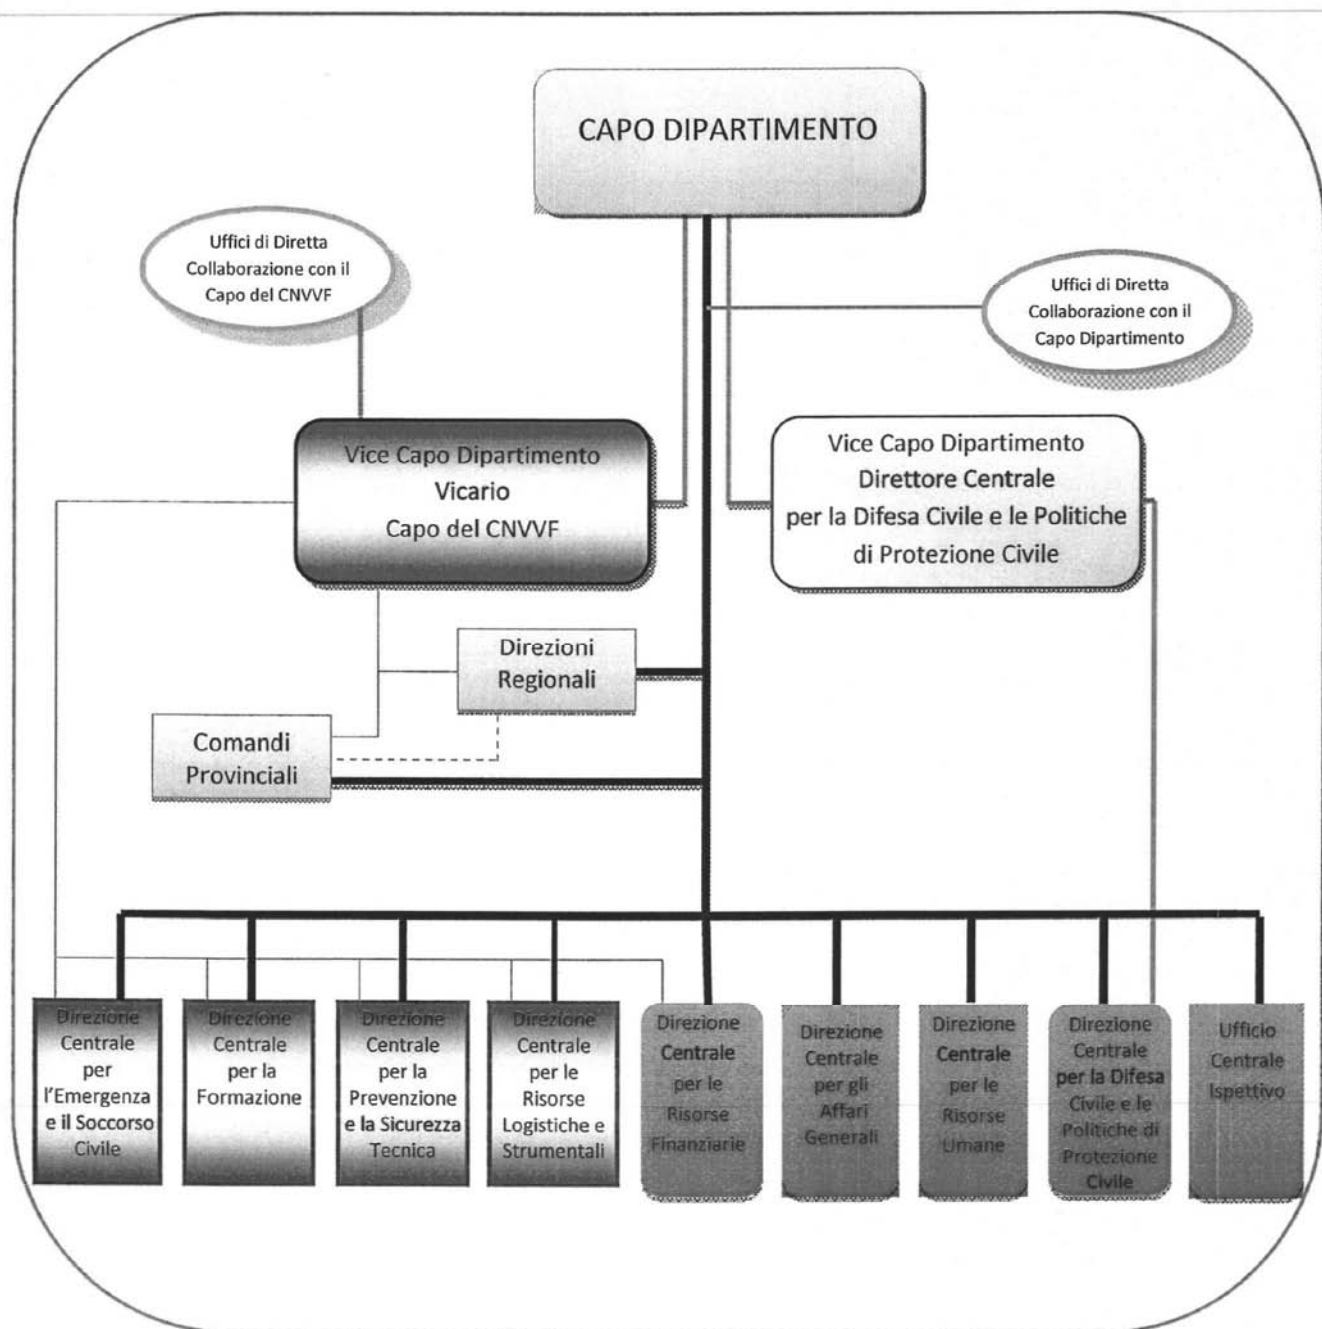 CAPO DIPARTIMENTO
Uffici di Diretta
Collaborazione con il
Capo del CNVVF
Uffici di Diretta
Collaborazione con il
Capo Dipartimento
Vice Capo Dipartimento
Vicario
Capo del CNVVF
Vice Capo Dipartimento
Direttore Centrale
per la Difesa Civile e le Politiche
di Protezione Civile
Direzioni
Regionali
Comandi
Provinciali
Direzione
Centrale
per
l'Emergenza
e il Soccorso
Civile
Direzione
Centrale
per la
Formazione
Direzione
Centrale
per la
Prevenzione
e la Sicurezza
Tecnica
Direzione
Centrale
per le
Risorse
Logistiche e
Strumentali
Direzione
Centrale
per le
Risorse
Finanziarie
Direzione
Centrale
per gli
Affari
Generali
Direzione
Centrale
per le
Risorse
Umane
Direzione
Centrale
per la Difesa
Civile e le
Politiche di
Protezione
Civile
Ufficio
Centrale
Ispettivo